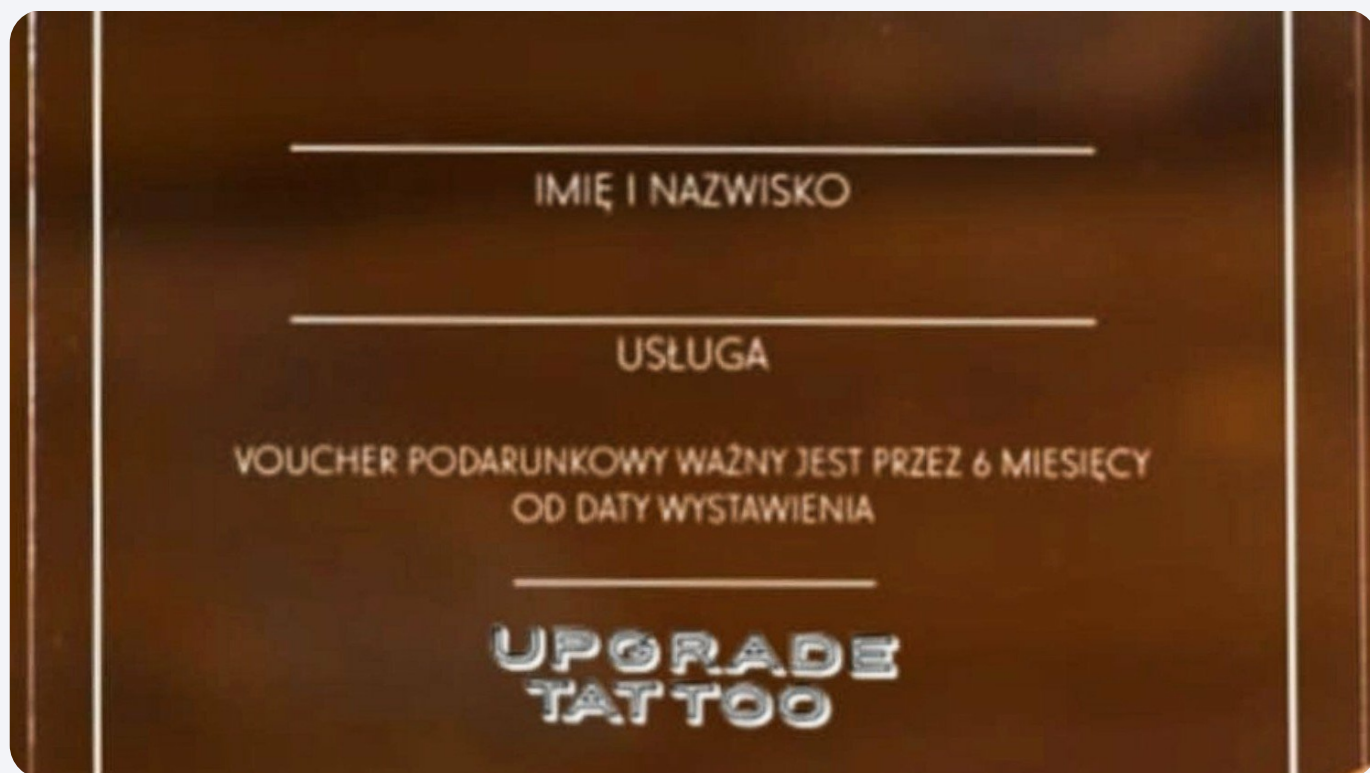 IMIĘ I NAZWISKO
USŁUGA
VOUCHER PODARUNKOWY WAŻNY JEST PRZEZ 6 MIESIĘCY
OD DATY WYSTAWIENIA
UPGRADE
TATTOO